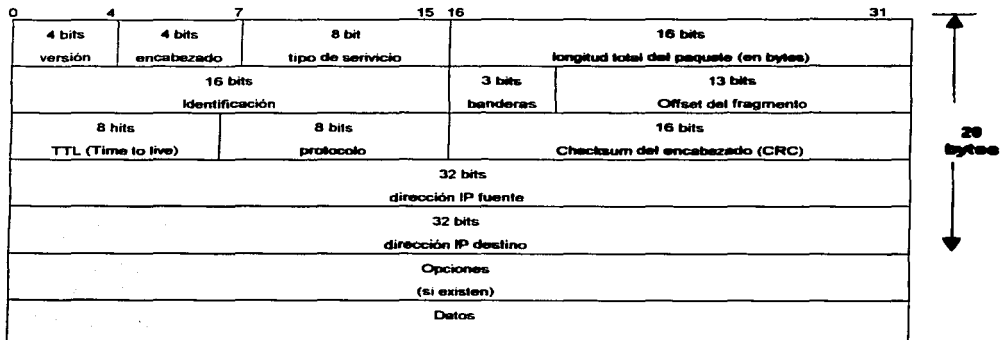 0 4 7 15 16 31
4 bits 4 bits 8 bit 16 bits
versión encabezado tipo de serivicio longitud total del paquete (en bytes)
16 bits 3 bits 13 bits
Identificación banderas Offset del fragmento
8 hits 8 bits 16 bits
TTL (Time to live) protocolo Checksum del encabezado (CRC)
20
bytes
32 bits
dirección IP fuente
32 bits
dirección IP destino
Opciones
(si existen)
Datos